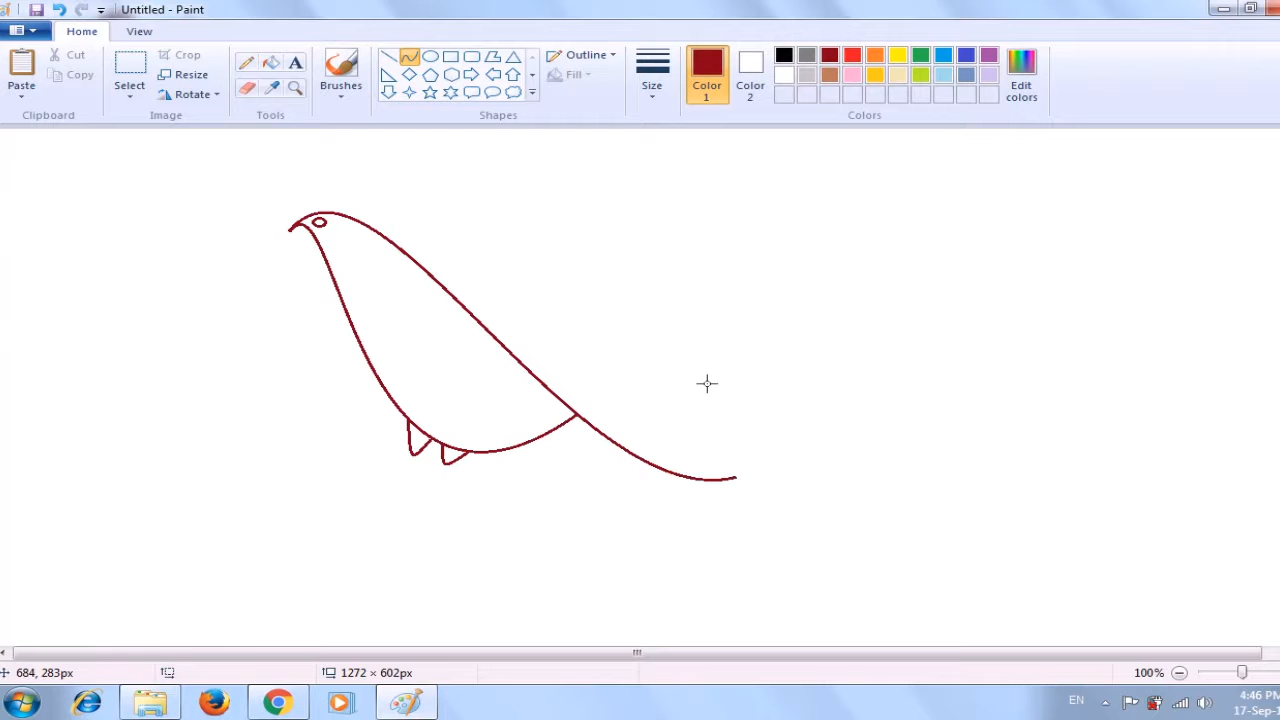 Untitled - Paint
Home View
Cut
Copy
Paste
Clipboard
Select
Crop
Resize
Rotate
Image
A
Tools
Brushes
Shapes
Outline
Fill
Size
Color 1
Color 2
Edit colors
Colors
684, 283px
1272 × 602px
100%
EN
4:46 PM
17-Sep-1